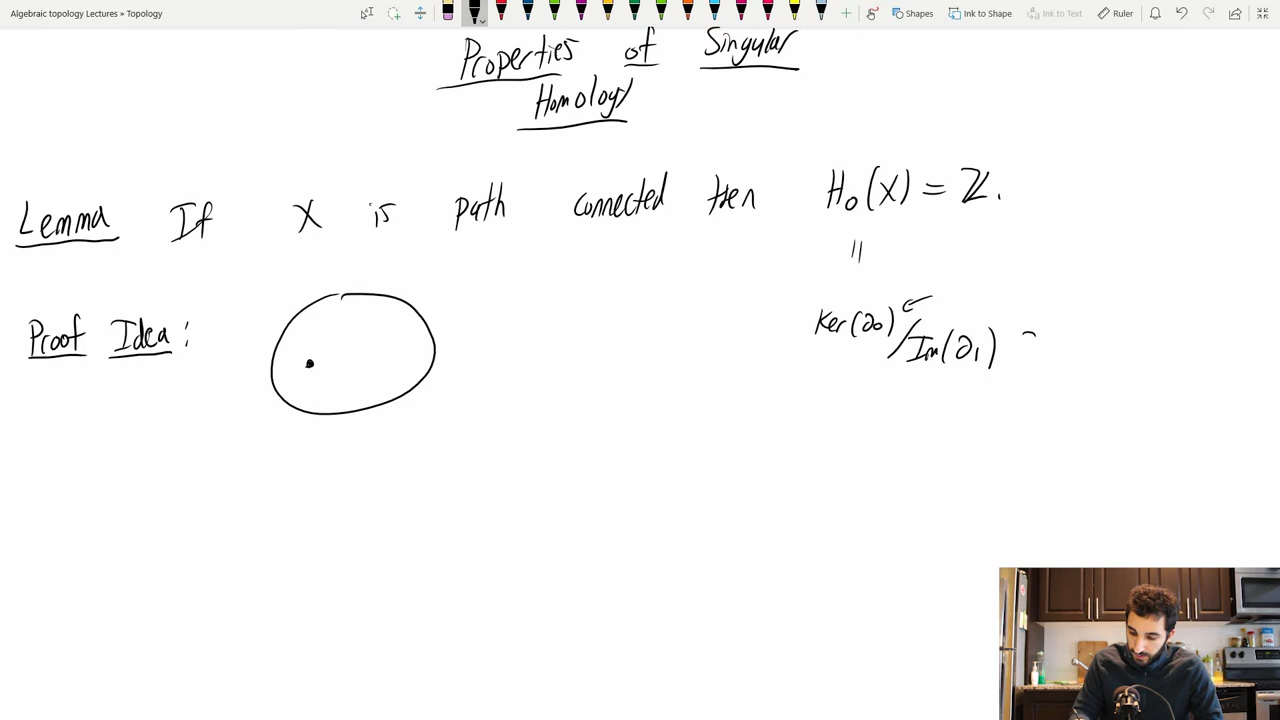 Algebraic topology Lectures » Topology
Shapes Ink to Shape Ink to Text Ruler
Properties of Singular
Homology
Lemma If X is path connected then H₀(X) = ℤ.
||
Proof Idea: Ker(∂₀)/Im(∂₁)